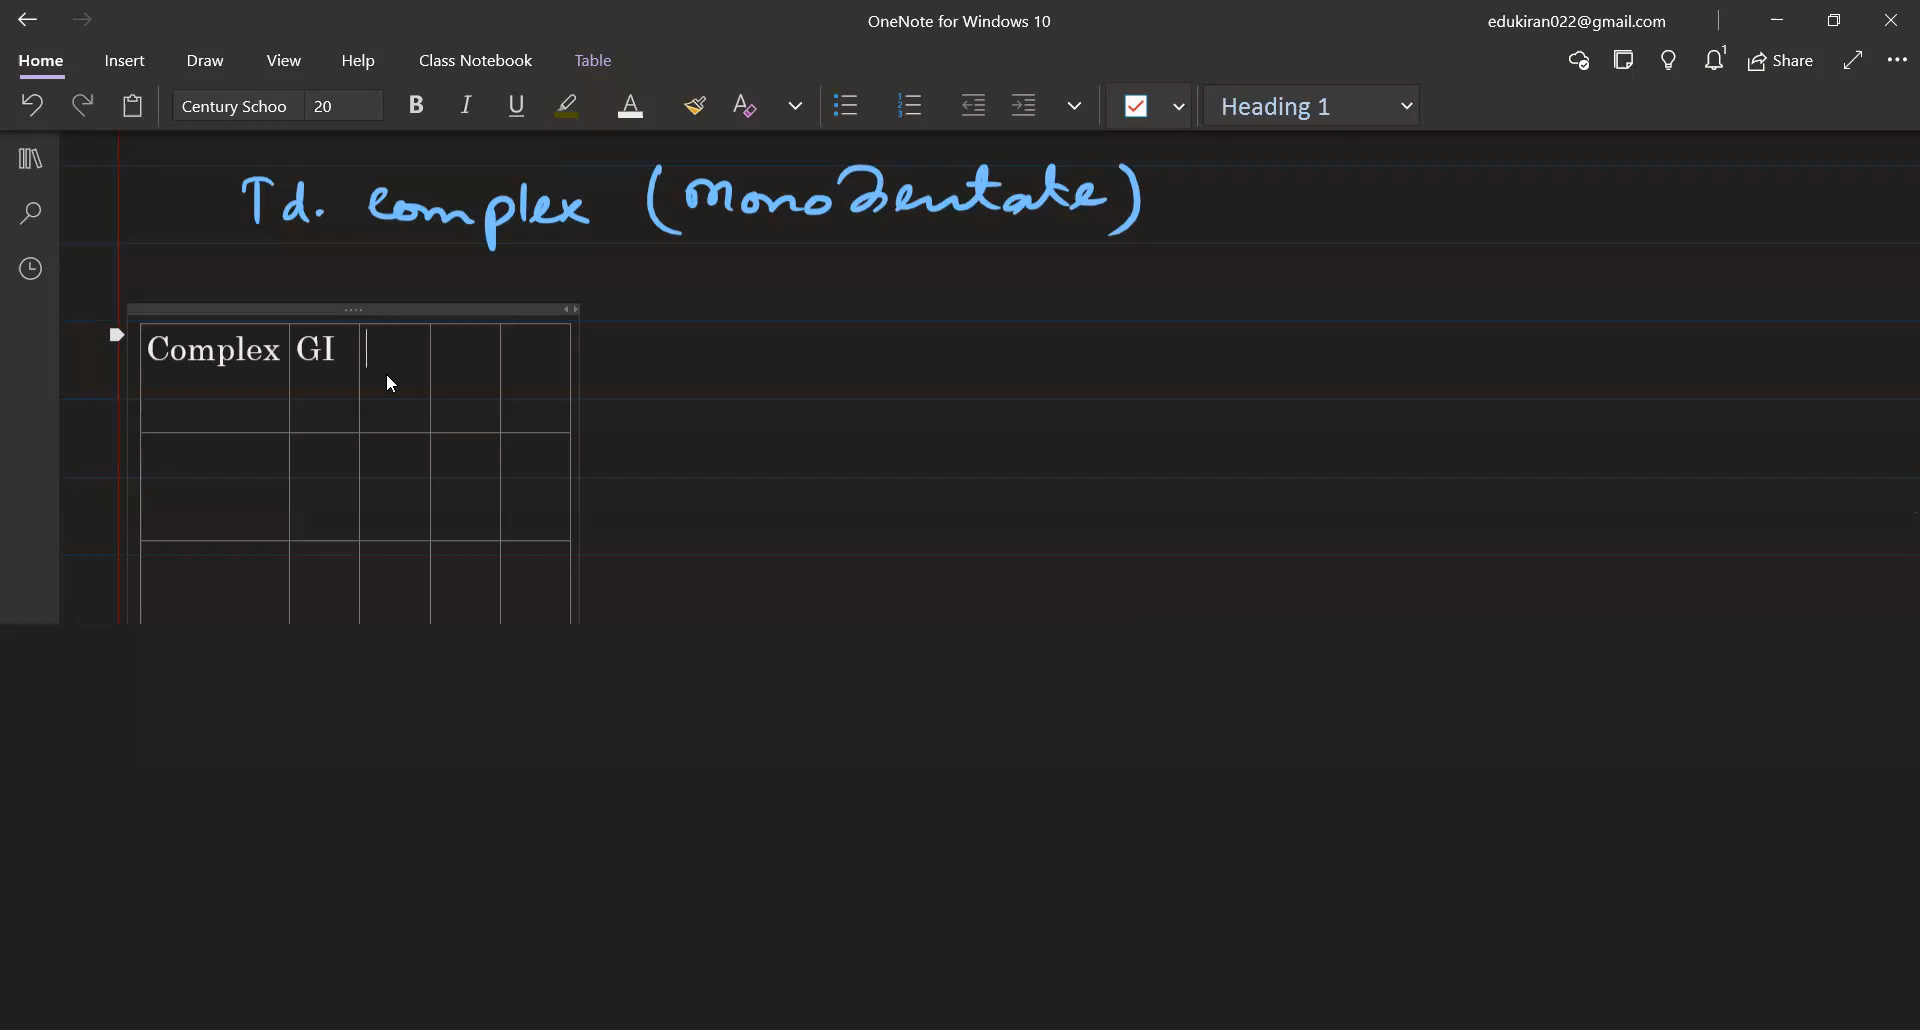 OneNote for Windows 10
edukiran022@gmail.com
Home Insert Draw View Help Class Notebook Table
1 Share
Century Schoo 20 B I U A A Heading 1
Td. complex (monodentate)
Complex GI